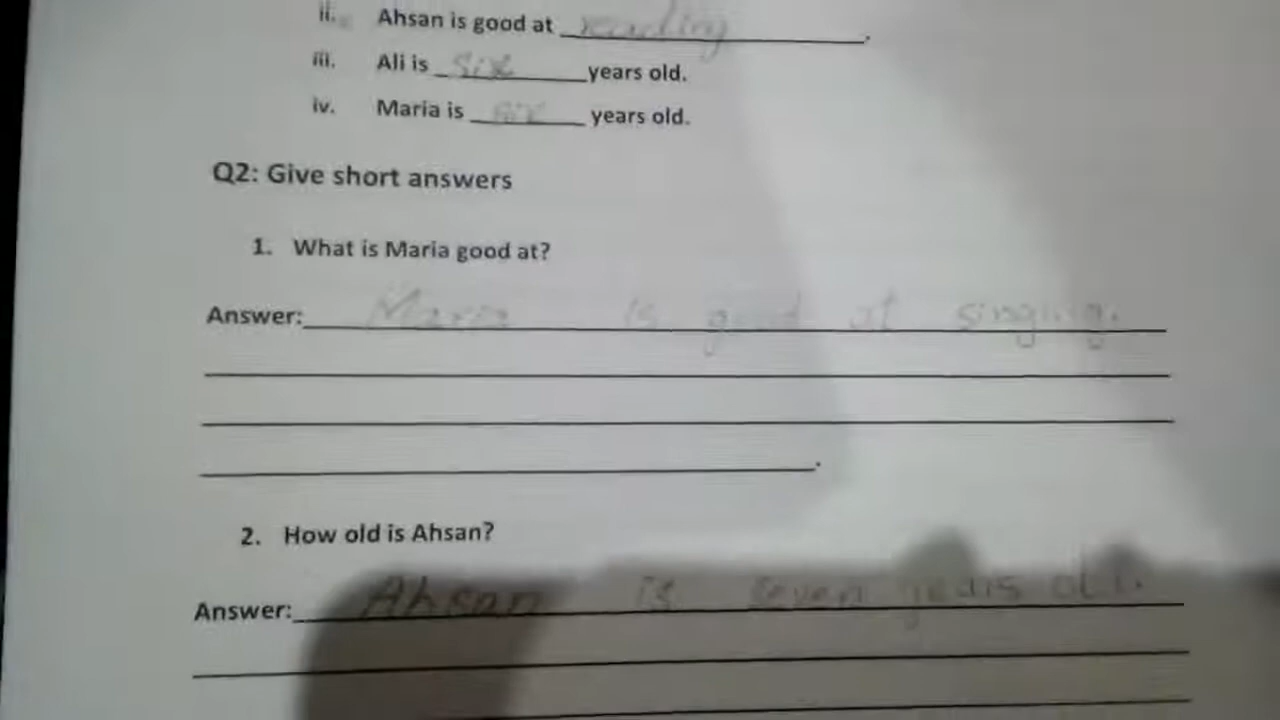 ii. Ahsan is good at reading.
iii. Ali is six years old.
iv. Maria is six years old.
Q2: Give short answers
1. What is Maria good at?
Answer: Maria is good at singing.
2. How old is Ahsan?
Answer: Ahsan is seven years old.